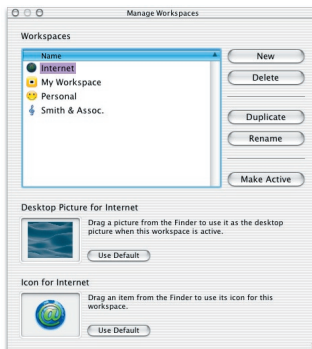 Manage Workspaces
Workspaces
Name
Internet
My Workspace
Personal
Smith & Assoc.
New
Delete
Duplicate
Rename
Make Active
Desktop Picture for Internet
Drag a picture from the Finder to use it as the desktop
picture when this workspace is active.
Use Default
Icon for Internet
Drag an item from the Finder to use its icon for this
workspace.
@
Use Default